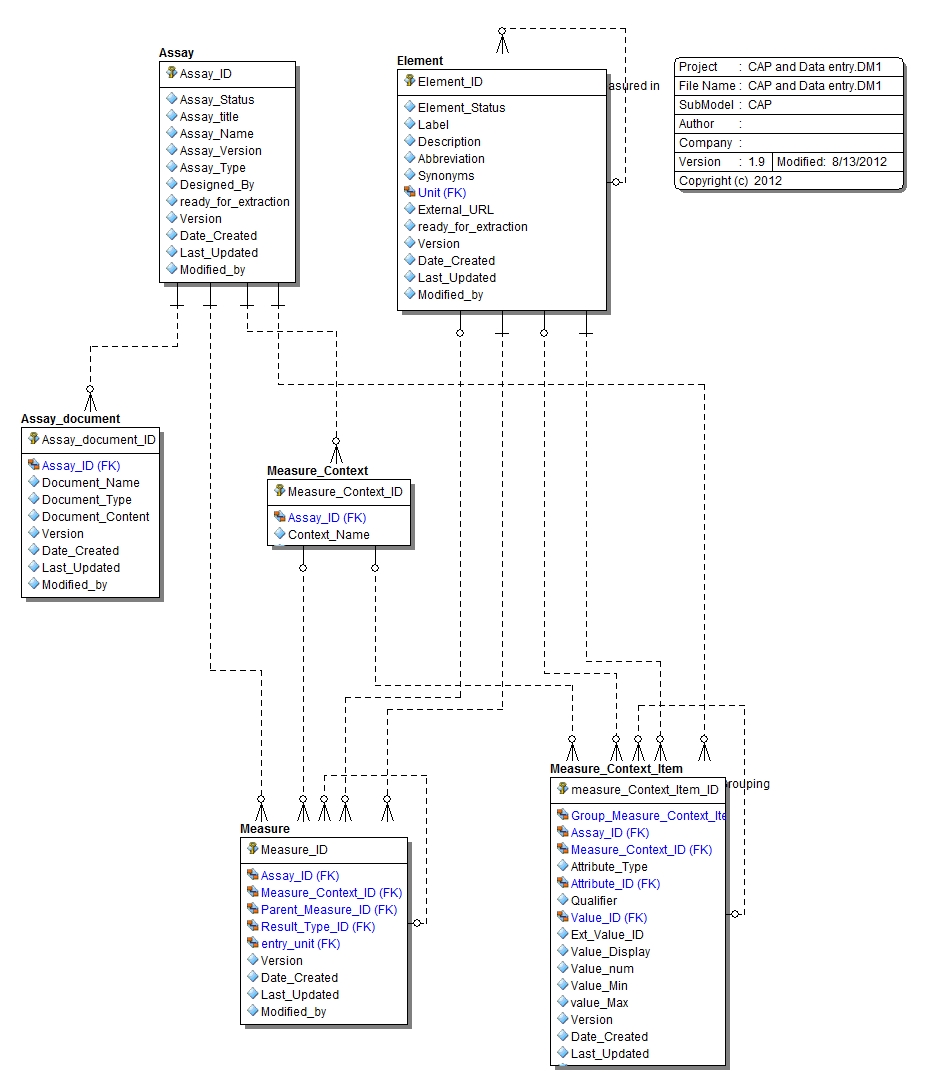 Assay
Assay_ID
Assay_Status
Assay_title
Assay_Name
Assay_Version
Assay_Type
Designed_By
ready_for_extraction
Version
Date_Created
Last_Updated
Modified_by
Element
Element_ID
Element_Status
Label
Description
Abbreviation
Synonyms
Unit (FK)
External_URL
ready_for_extraction
Version
Date_Created
Last_Updated
Modified_by
asured in
Project : CAP and Data entry.DM1
File Name : CAP and Data entry.DM1
SubModel : CAP
Author :
Company :
Version : 1.9 Modified: 8/13/2012
Copyright (c) 2012
Assay_document
Assay_document_ID
Assay_ID (FK)
Document_Name
Document_Type
Document_Content
Version
Date_Created
Last_Updated
Modified_by
Measure_Context
Measure_Context_ID
Assay_ID (FK)
Context_Name
Measure
Measure_ID
Assay_ID (FK)
Measure_Context_ID (FK)
Parent_Measure_ID (FK)
Result_Type_ID (FK)
entry_unit (FK)
Version
Date_Created
Last_Updated
Modified_by
Measure_Context_Item
measure_Context_Item_ID
Group_Measure_Context_Ite
Assay_ID (FK)
Measure_Context_ID (FK)
Attribute_Type
Attribute_ID (FK)
Qualifier
Value_ID (FK)
Ext_Value_ID
Value_Display
Value_num
Value_Min
value_Max
Version
Date_Created
Last_Updated
rouping